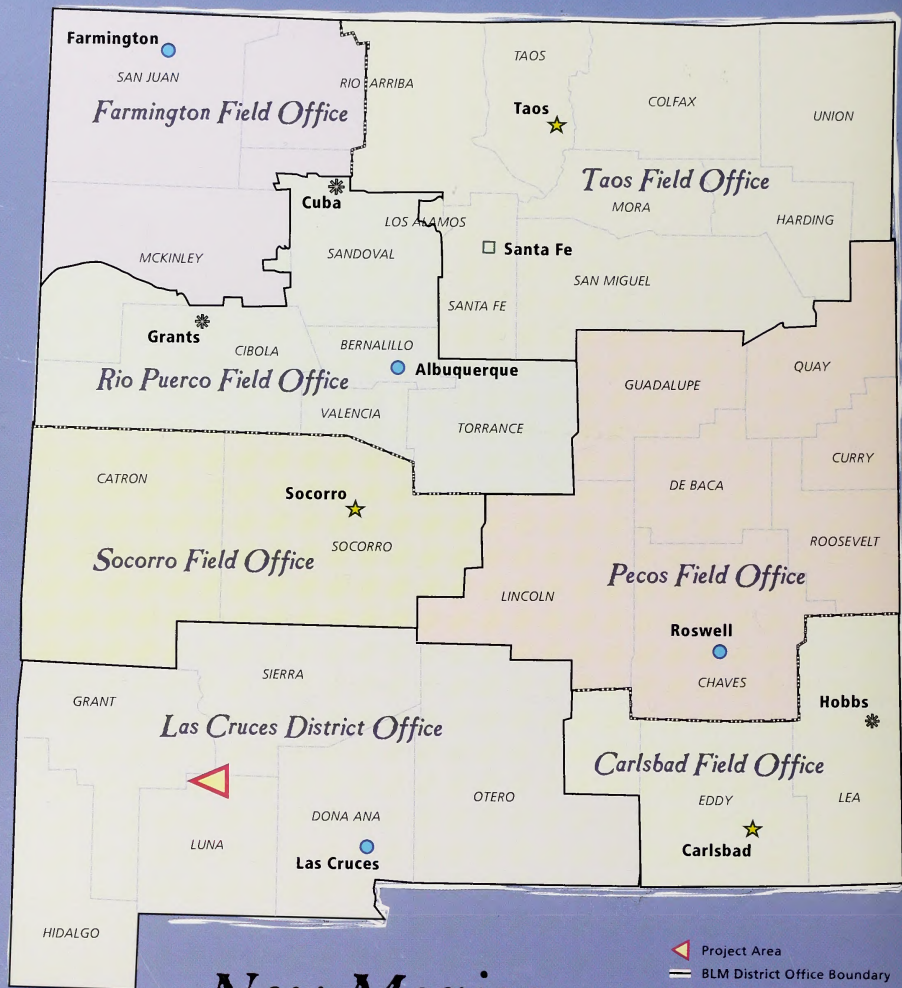 Farmington
SAN JUAN
Farmington Field Office
RIO ARRIBA
TAOS
Taos
COLFAX
UNION
Taos Field Office
MORA
HARDING
Cuba
LOS ALAMOS
SANDOVAL
Santa Fe
SAN MIGUEL
SANTA FE
MCKINLEY
Grants
CIBOLA
BERNALILLO
Albuquerque
Rio Puerco Field Office
VALENCIA
TORRANCE
GUADALUPE
QUAY
CURRY
DE BACA
ROOSEVELT
CATRON
Socorro
SOCORRO
Socorro Field Office
Pecos Field Office
LINCOLN
Roswell
CHAVES
Hobbs
SIERRA
GRANT
Las Cruces District Office
Carlsbad Field Office
OTERO
EDDY
LEA
DONA ANA
LUNA
Las Cruces
Carlsbad
HIDALGO
Project Area
BLM District Office Boundary